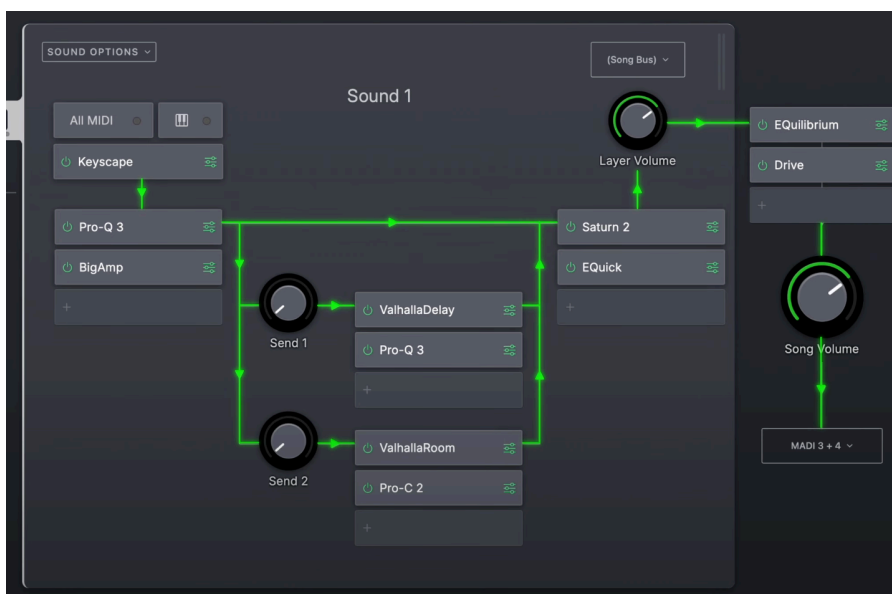 SOUND OPTIONS
(Song Bus)
Sound 1
All MIDI
Keyscape
Layer Volume
EQuilibrium
Drive
+
Pro-Q 3
BigAmp
+
Saturn 2
EQuick
+
Send 1
ValhallaDelay
Pro-Q 3
+
Song Volume
Send 2
ValhallaRoom
Pro-C 2
+
MADI 3 + 4